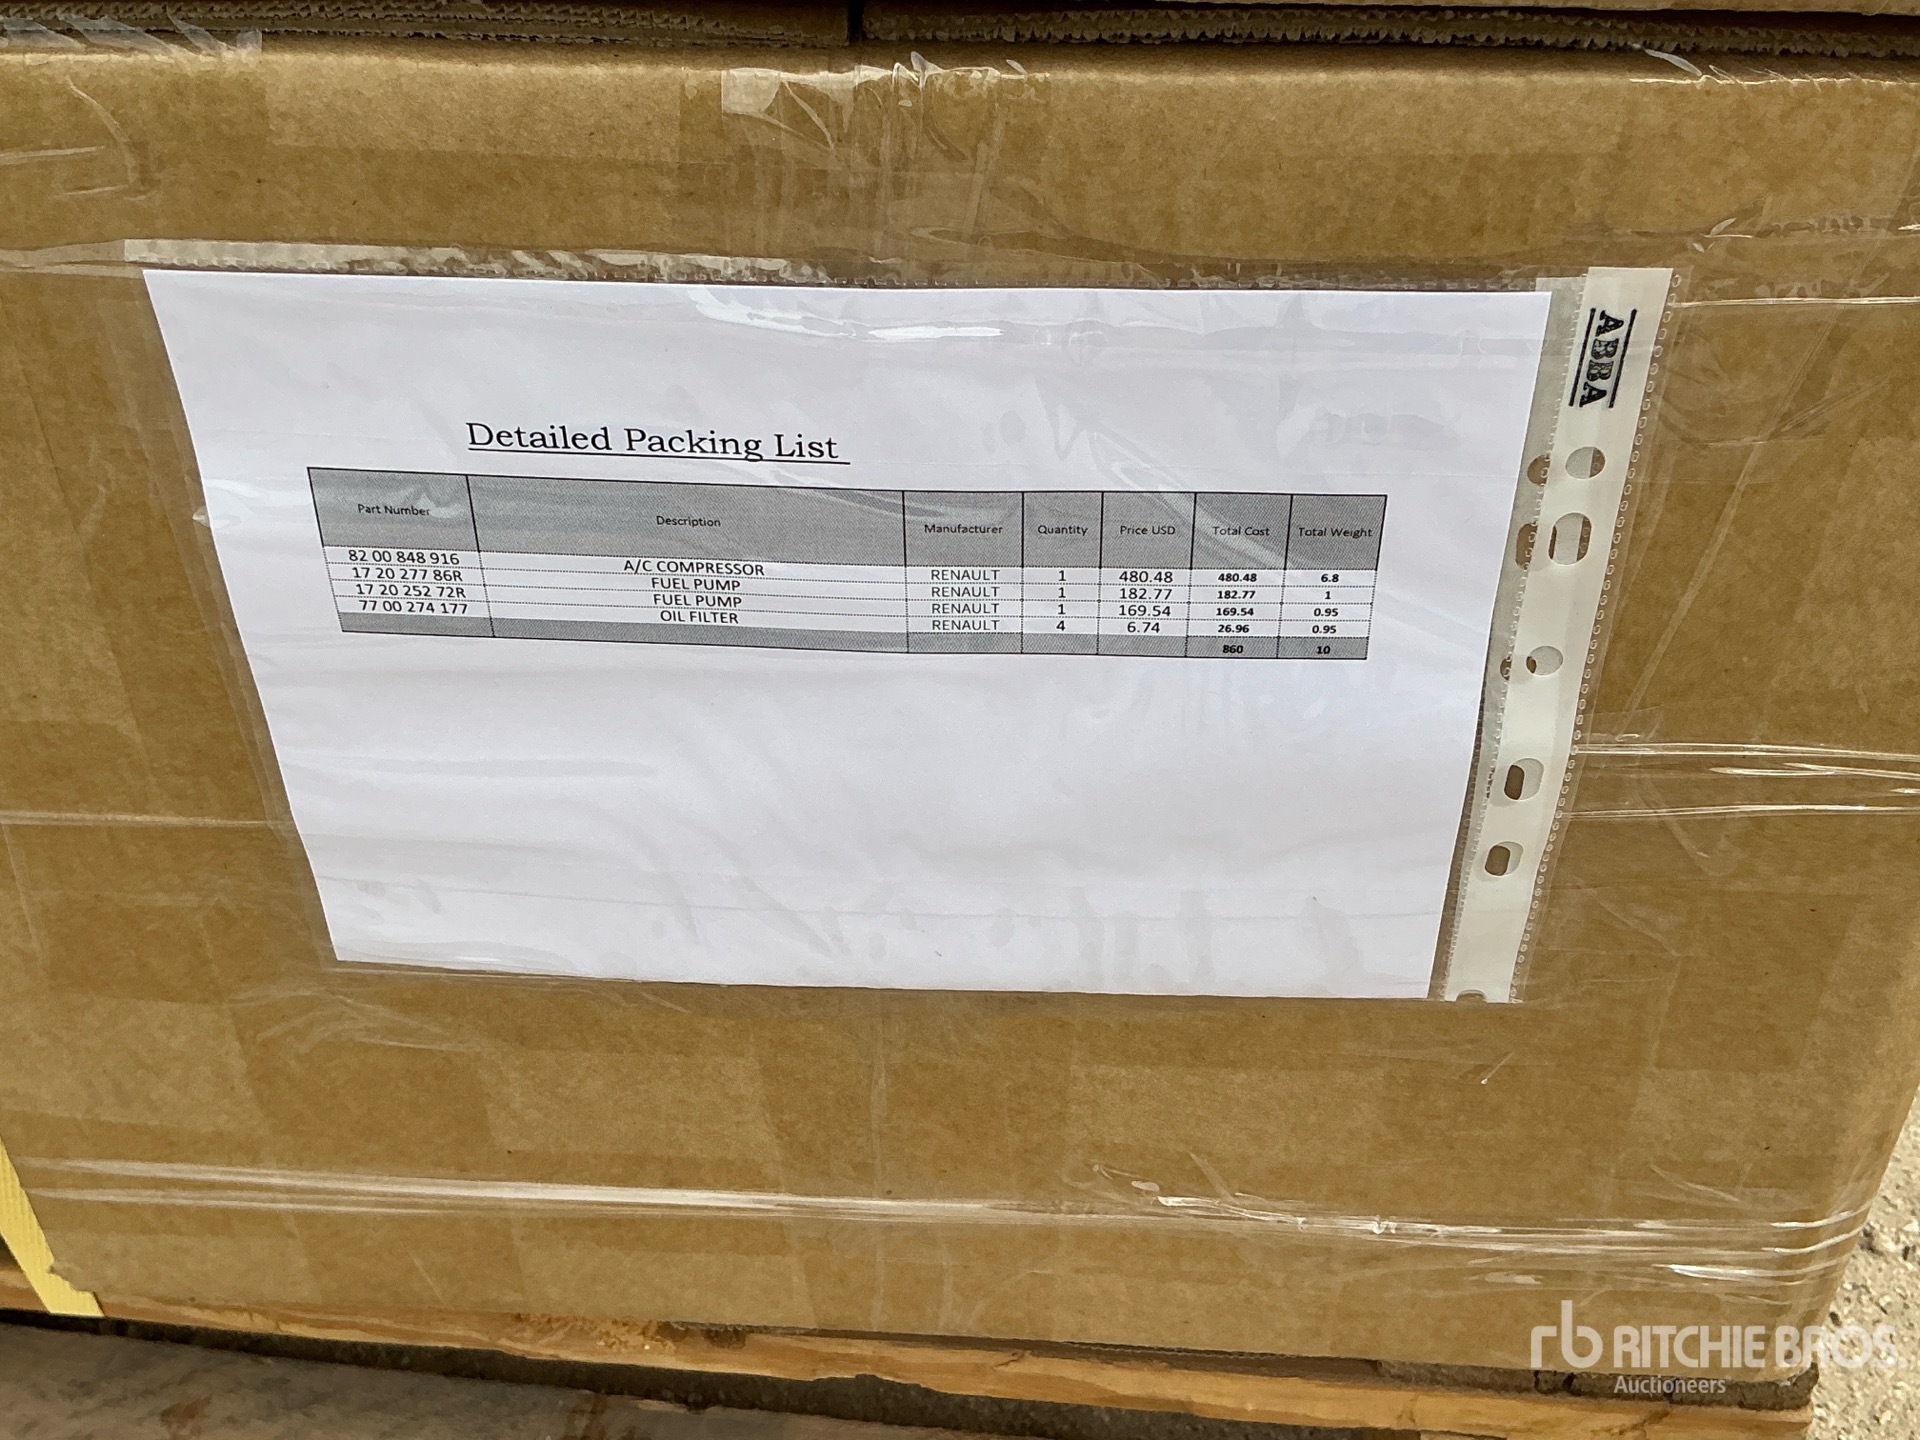 Detailed Packing List
Part Number Description Manufacturer Quantity Price USD Total Cost Total Weight
82 00 848 916 A/C COMPRESSOR RENAULT 1 480.48 480.48 6.8
17 20 277 86R FUEL PUMP RENAULT 1 182.77 182.77 1
17 20 252 72R FUEL PUMP RENAULT 1 169.54 169.54 0.95
77 00 274 177 OIL FILTER RENAULT 4 6.74 26.96 0.95
860 10
ABBA
rb RITCHIE BROS.
Auctioneers